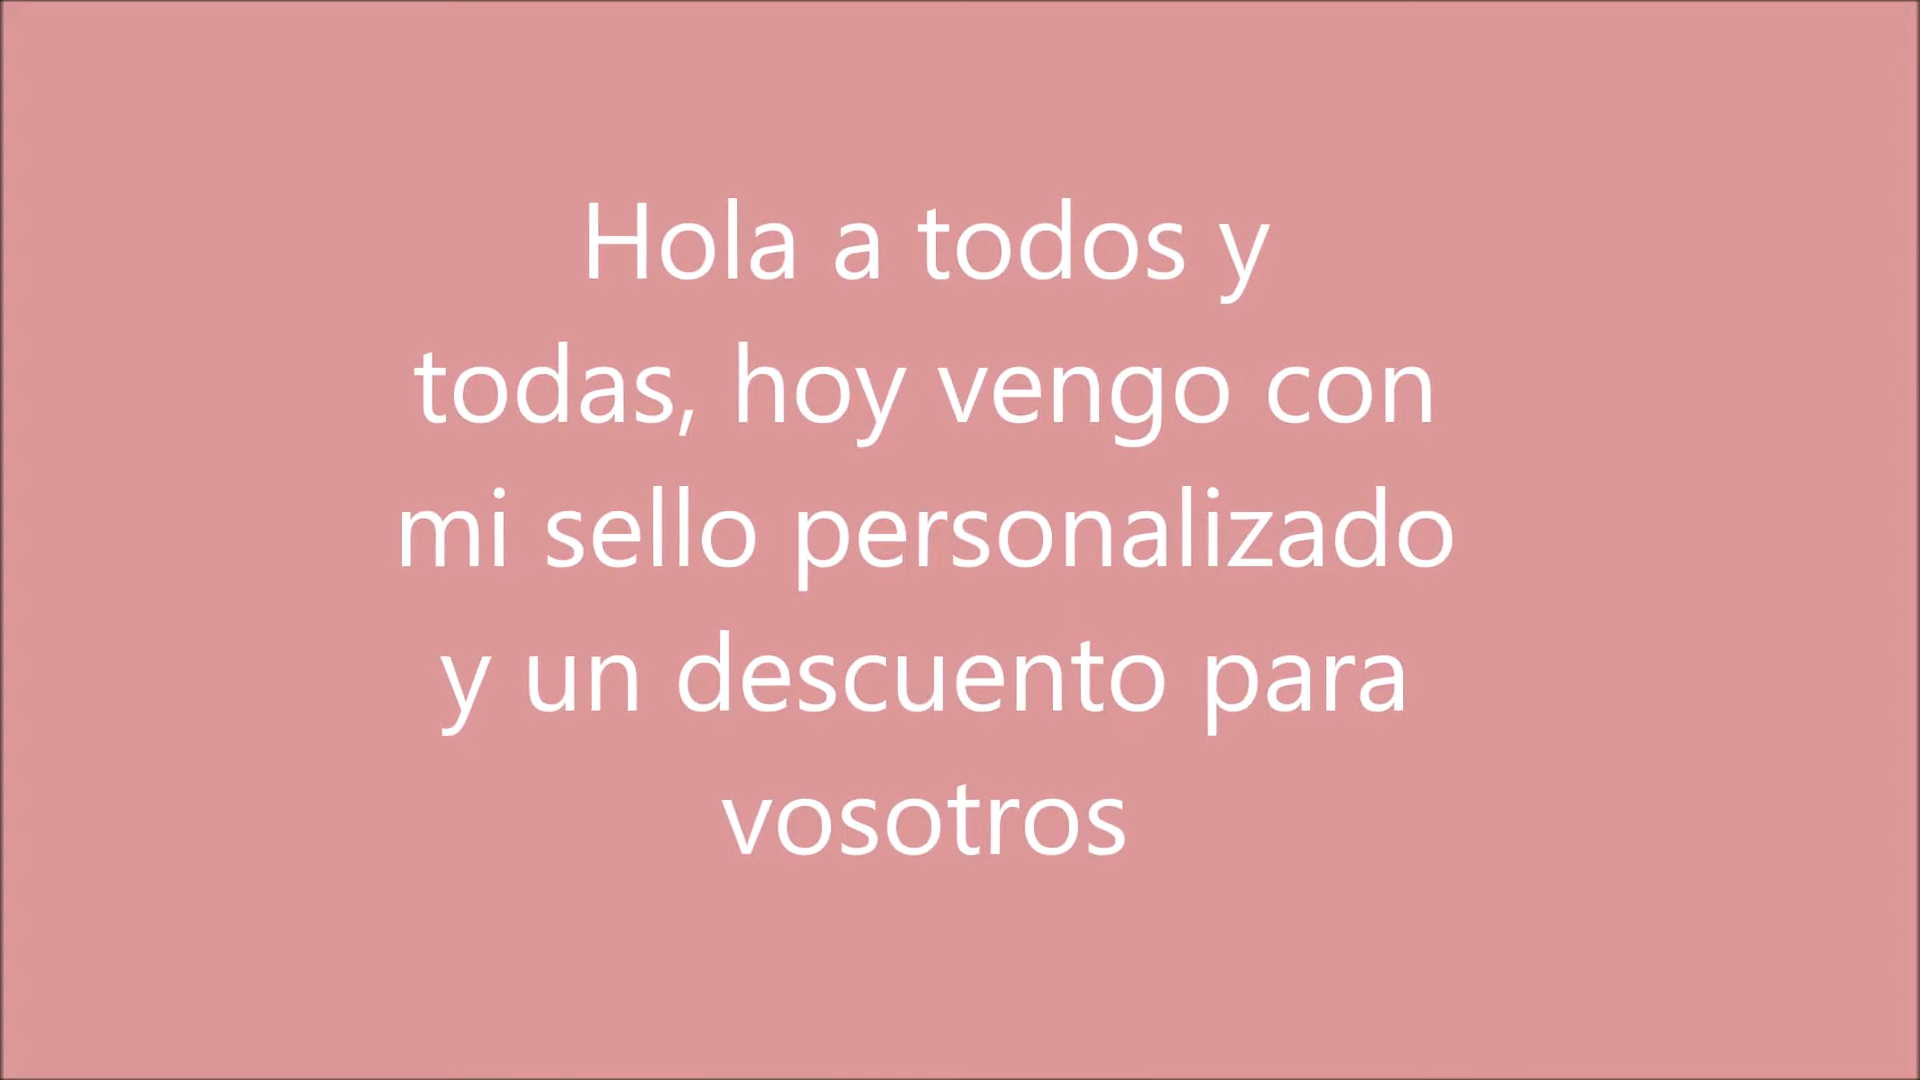 Hola a todos y
todas, hoy vengo con
mi sello personalizado
y un descuento para
vosotros